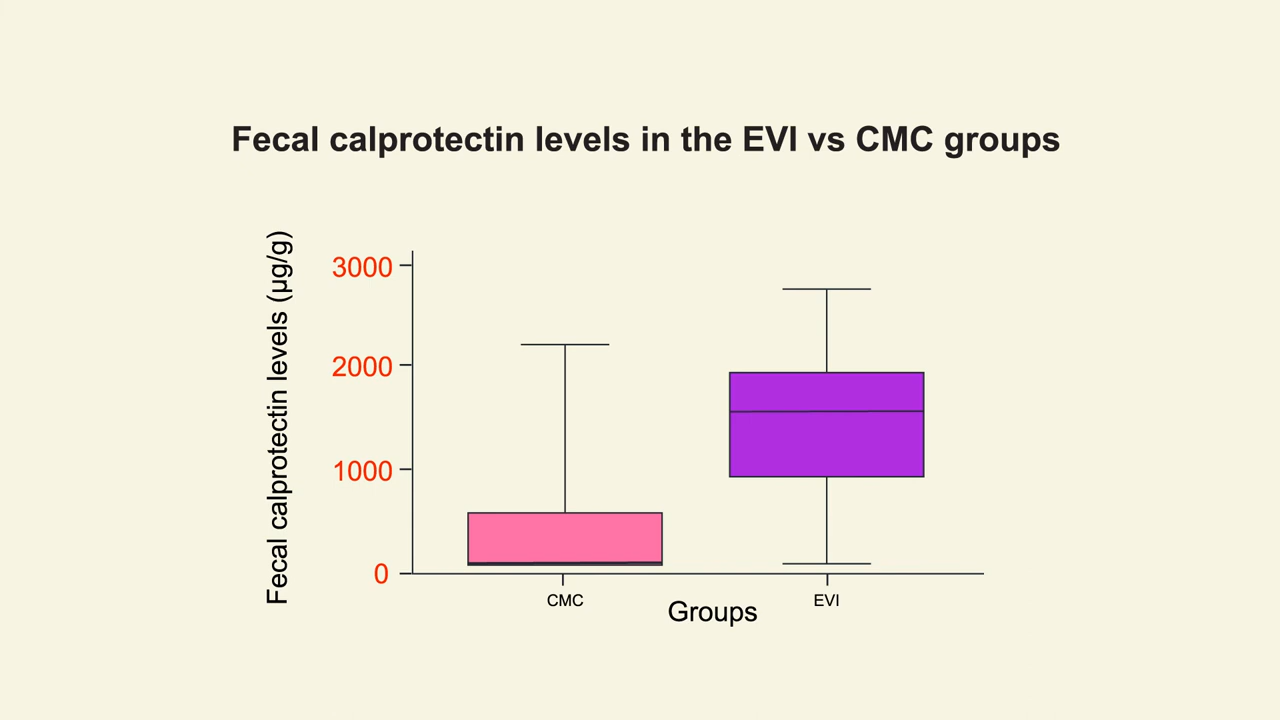 Fecal calprotectin levels in the EVI vs CMC groups
Fecal calprotectin levels (µg/g)
3000
2000
1000
0
CMC
EVI
Groups